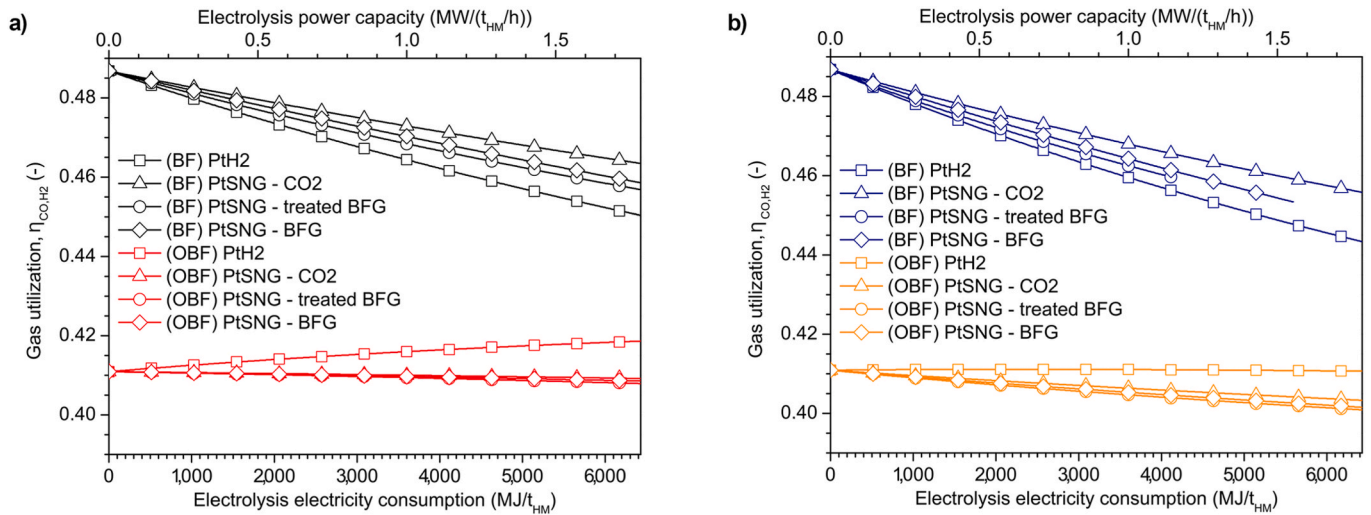 a)
Electrolysis power capacity (MW/(tHM/h))
0.0 0.5 1.0 1.5
Gas utilization, ηCO,H2 (-)
0.48
0.46
0.44
0.42
0.40
(BF) PtH2
(BF) PtSNG - CO2
(BF) PtSNG - treated BFG
(BF) PtSNG - BFG
(OBF) PtH2
(OBF) PtSNG - CO2
(OBF) PtSNG - treated BFG
(OBF) PtSNG - BFG
0 1,000 2,000 3,000 4,000 5,000 6,000
Electrolysis electricity consumption (MJ/tHM)
b)
Electrolysis power capacity (MW/(tHM/h))
0.0 0.5 1.0 1.5
Gas utilization, ηCO,H2 (-)
0.48
0.46
0.44
0.42
0.40
(BF) PtH2
(BF) PtSNG - CO2
(BF) PtSNG - treated BFG
(BF) PtSNG - BFG
(OBF) PtH2
(OBF) PtSNG - CO2
(OBF) PtSNG - treated BFG
(OBF) PtSNG - BFG
0 1,000 2,000 3,000 4,000 5,000 6,000
Electrolysis electricity consumption (MJ/tHM)